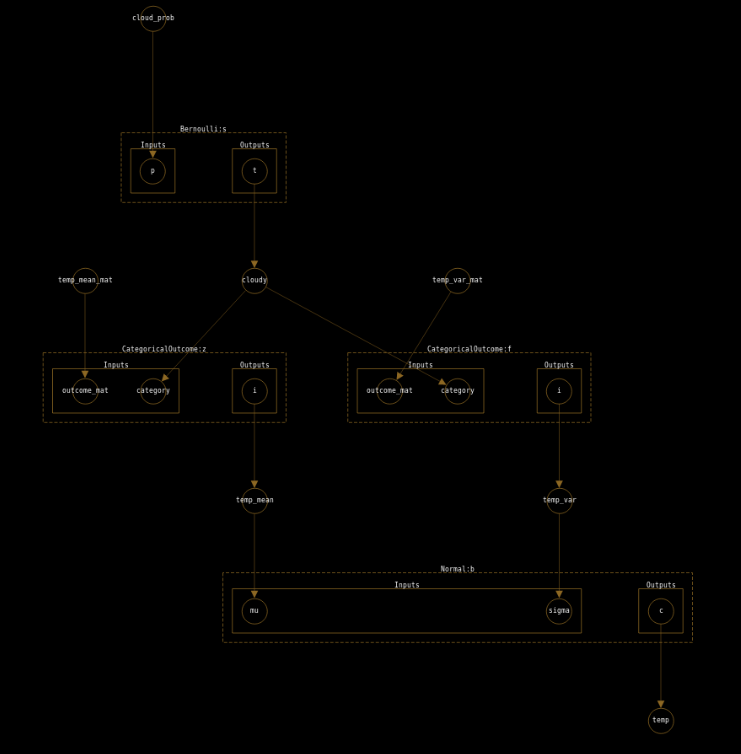 cloud_prob
Bernoulli:s
Inputs Outputs
p t
temp_mean_mat cloudy temp_var_mat
CategoricalOutcome:z CategoricalOutcome:f
Inputs Outputs Inputs Outputs
outcome_mat category i outcome_mat category i
temp_mean temp_var
Normal:b
Inputs Outputs
mu sigma c
temp